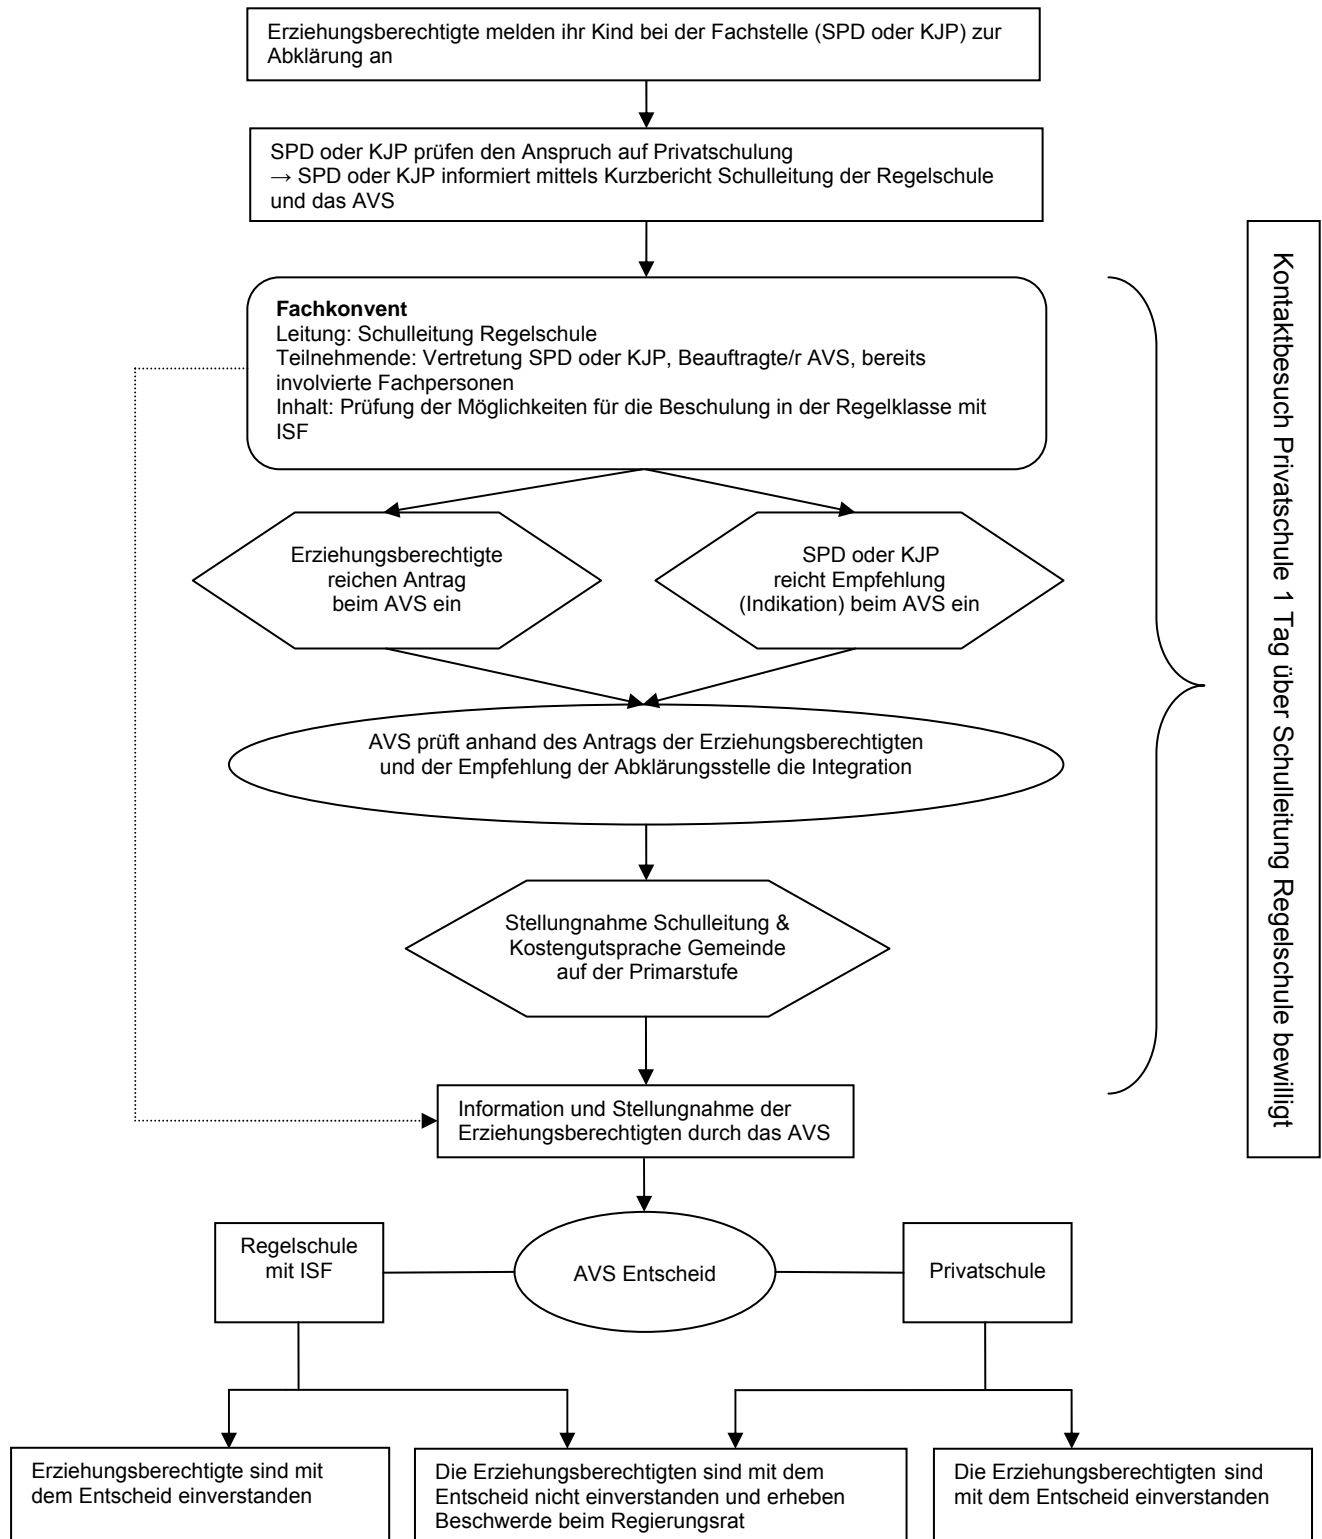 Erziehungsberechtigte melden ihr Kind bei der Fachstelle (SPD oder KJP) zur
Abklärung an
SPD oder KJP prüfen den Anspruch auf Privatschulung
→ SPD oder KJP informiert mittels Kurzbericht Schulleitung der Regelschule
und das AVS
Fachkonvent
Leitung: Schulleitung Regelschule
Teilnehmende: Vertretung SPD oder KJP, Beauftragte/r AVS, bereits
involvierte Fachpersonen
Inhalt: Prüfung der Möglichkeiten für die Beschulung in der Regelklasse mit
ISF
Erziehungsberechtigte
reichen Antrag
beim AVS ein
SPD oder KJP
reicht Empfehlung
(Indikation) beim AVS ein
AVS prüft anhand des Antrags der Erziehungsberechtigten
und der Empfehlung der Abklärungsstelle die Integration
Stellungnahme Schulleitung &
Kostengutsprache Gemeinde
auf der Primarstufe
Information und Stellungnahme der
Erziehungsberechtigten durch das AVS
Kontaktbesuch Privatschule 1 Tag über Schulleitung Regelschule bewilligt
Regelschule
mit ISF
AVS Entscheid
Privatschule
Erziehungsberechtigte sind mit
dem Entscheid einverstanden
Die Erziehungsberechtigten sind mit dem
Entscheid nicht einverstanden und erheben
Beschwerde beim Regierungsrat
Die Erziehungsberechtigten sind
mit dem Entscheid einverstanden